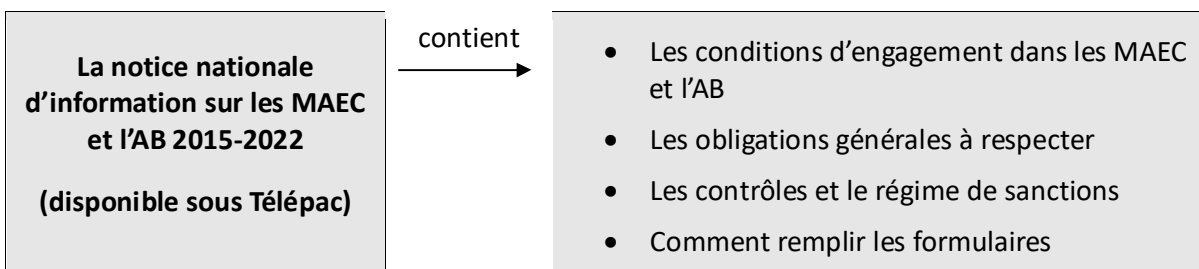 La notice nationale
d’information sur les MAEC
et l’AB 2015-2022
(disponible sous Télépac)
contient
• Les conditions d’engagement dans les MAEC
et l’AB
• Les obligations générales à respecter
• Les contrôles et le régime de sanctions
• Comment remplir les formulaires